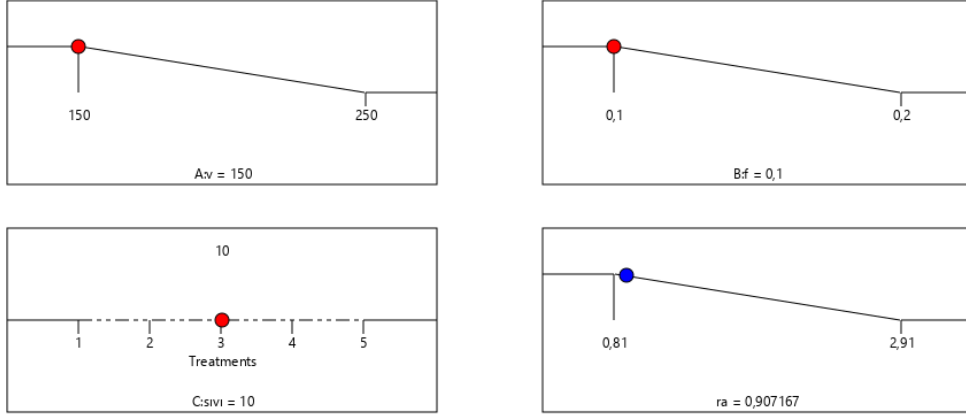 150 250
A:v = 150
0,1 0,2
B:f = 0,1
10
1 2 3 4 5
Treatments
C:sıvı = 10
0,81 2,91
ra = 0,907167